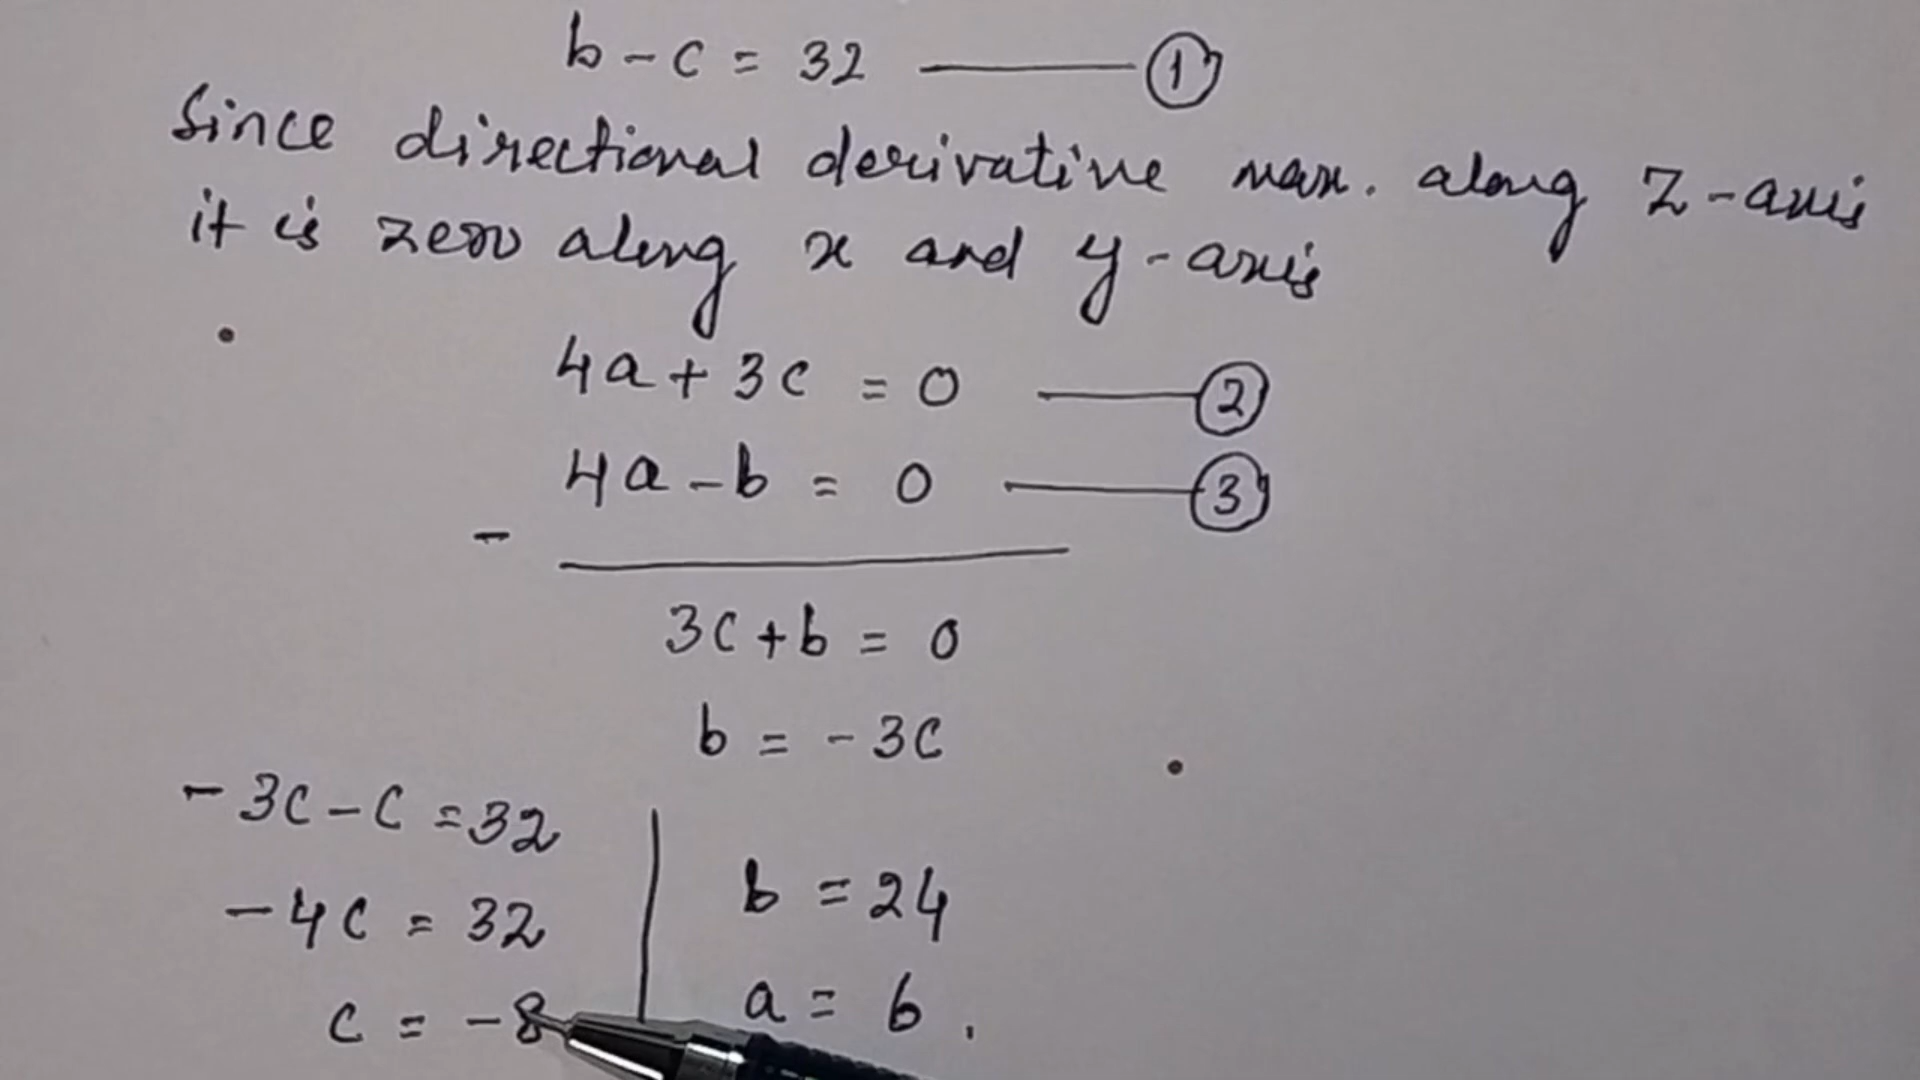 b - c = 32 ——— ①
Since directional derivative max. along Z-axis
it is zero along x and y-axis
4a + 3c = 0 ——— ②
4a - b = 0 ——— ③
-
3c + b = 0
b = - 3c
- 3c - c = 32
- 4c = 32
c = - 8
b = 24
a = 6.